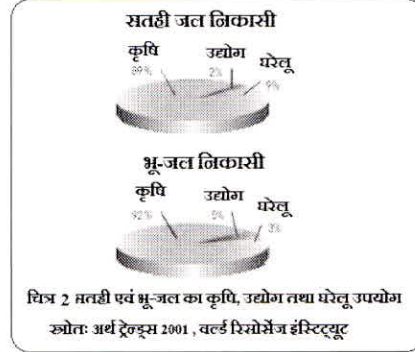 सतही जल निकासी
कृषि उद्योग घरेलू
89% 2% 9%
भू-जल निकासी
कृषि उद्योग घरेलू
92% 5% 3%
चित्र 2 सतही एवं भू-जल का कृषि, उद्योग तथा घरेलू उपयोग
स्त्रोतः अर्थ ट्रेन्ड्स 2001, वर्ल्ड रिसोर्सेज इंस्टिट्यूट